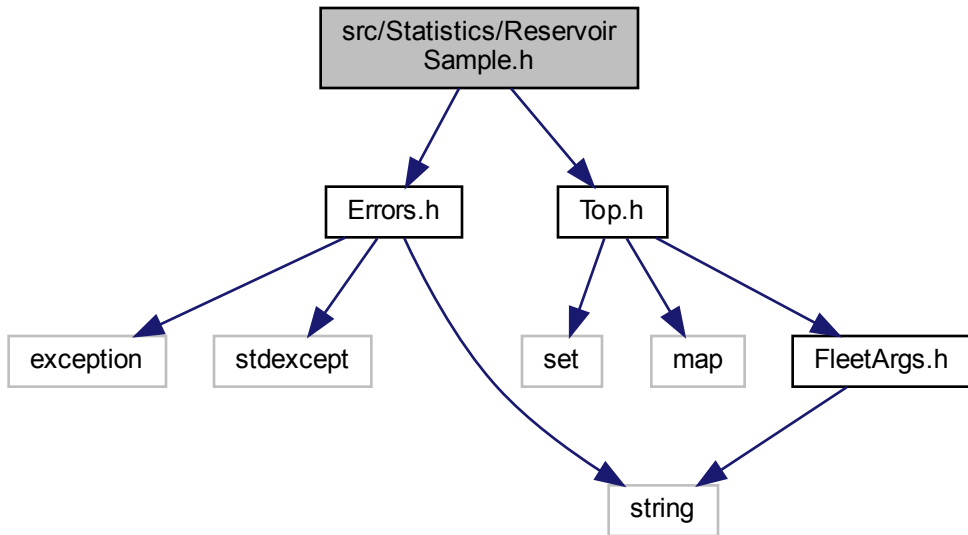 src/Statistics/Reservoir
Sample.h
Errors.h
Top.h
exception
stdexcept
set
map
FleetArgs.h
string